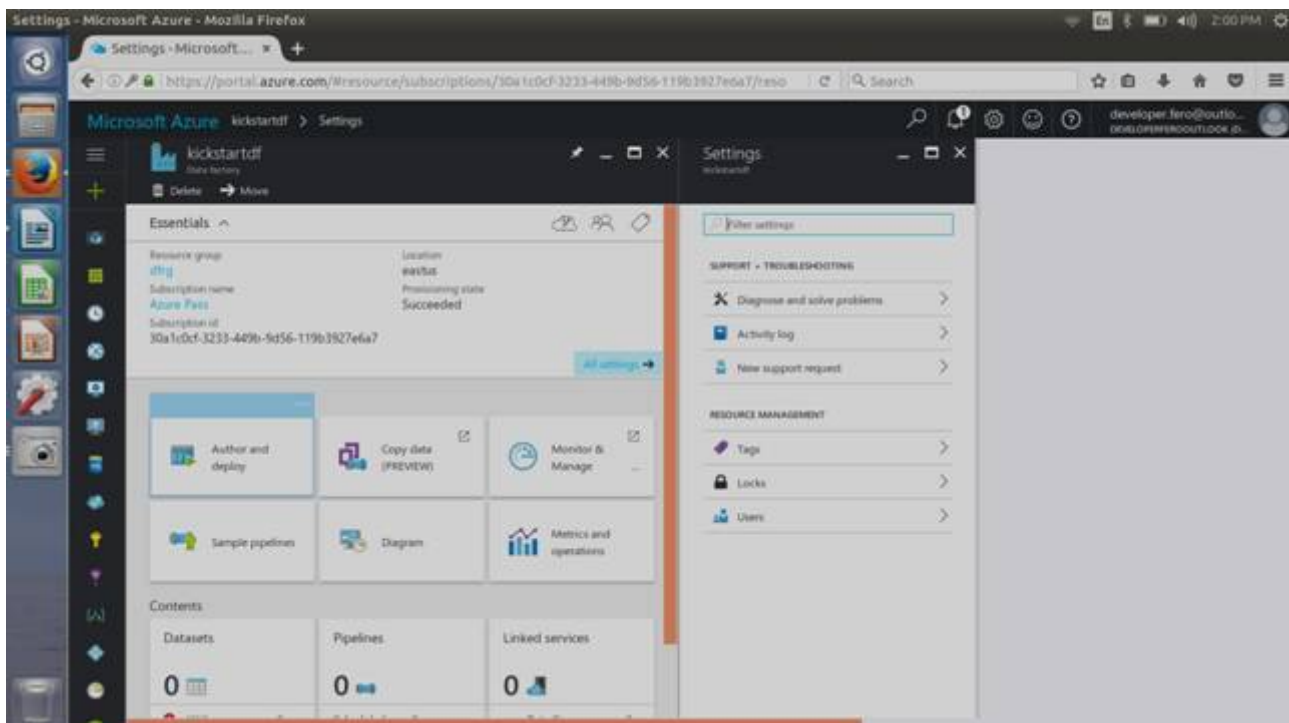 Settings - Microsoft Azure - Mozilla Firefox
En
2:00 PM
Settings - Microsoft....
https://portal.azure.com/#resource/subscriptions/30a1c0cf-3233-449b-9d56-119b3927e6a7/reso
Search
Microsoft Azure kickstartdf > Settings
developer.fero@outlo...
kickstartdf
Data factory
Delete
Move
Settings
kickstartdf
Essentials
Filter settings
Resource group
dfrg
Location
eastus
Subscription name
Azure Pass
Provisioning state
Succeeded
Subscription id
30a1c0cf-3233-449b-9d56-119b3927e6a7
All settings
SUPPORT + TROUBLESHOOTING
Diagnose and solve problems
Activity log
New support request
RESOURCE MANAGEMENT
Tags
Locks
Users
Author and deploy
Copy data (PREVIEW)
Monitor & Manage
...
Sample pipelines
Diagram
Metrics and operations
Contents
Datasets
0
Pipelines
0
Linked services
0